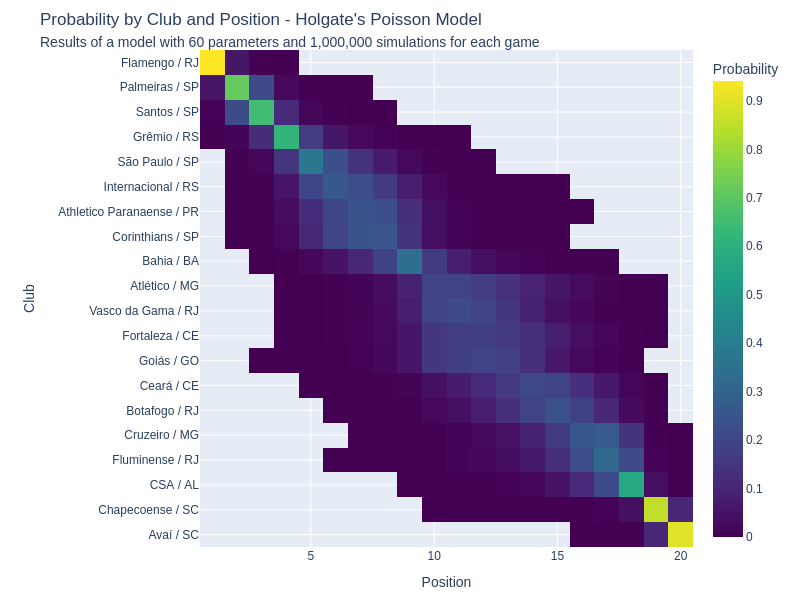 Probability by Club and Position - Holgate's Poisson Model
Results of a model with 60 parameters and 1,000,000 simulations for each game
Probability
Club
Flamengo / RJ
Palmeiras / SP
Santos / SP
Grêmio / RS
São Paulo / SP
Internacional / RS
Athletico Paranaense / PR
Corinthians / SP
Bahia / BA
Atlético / MG
Vasco da Gama / RJ
Fortaleza / CE
Goiás / GO
Ceará / CE
Botafogo / RJ
Cruzeiro / MG
Fluminense / RJ
CSA / AL
Chapecoense / SC
Avaí / SC
0.9
0.8
0.7
0.6
0.5
0.4
0.3
0.2
0.1
0
5
10
15
20
Position